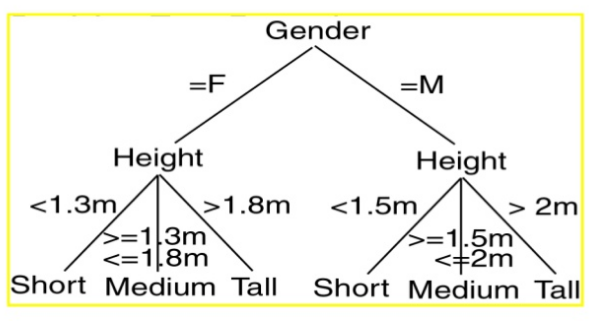 Gender
=F =M
Height Height
<1.3m >1.8m <1.5m > 2m
>=1.3m >=1.5m
<=1.8m <=2m
Short Medium Tall Short Medium Tall